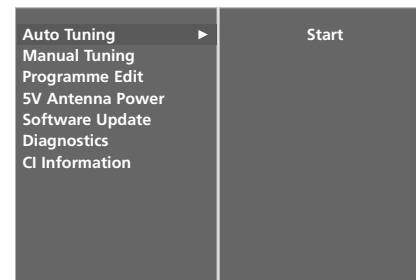 Auto Tuning ► Start
Manual Tuning
Programme Edit
5V Antenna Power
Software Update
Diagnostics
CI Information